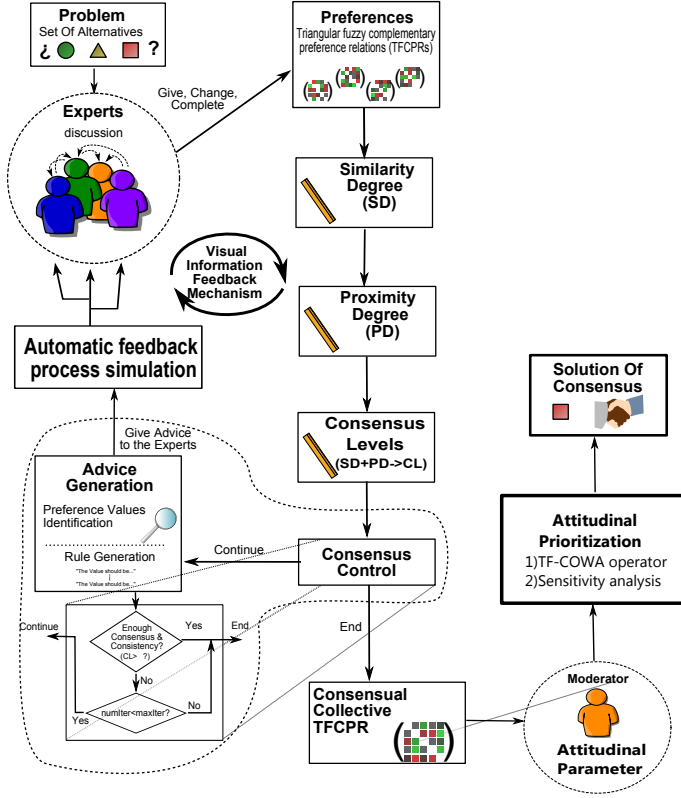 Problem
Set Of Alternatives
¿ ?
Experts
discussion
Give, Change,
Complete
Preferences
Triangular fuzzy complementary
preference relations (TFCPRs)
Similarity
Degree
(SD)
Visual
Information
Feedback
Mechanism
Proximity
Degree
(PD)
Automatic feedback
process simulation
Consensus
Levels
(SD+PD->CL)
Solution Of
Consensus
Give Advice
to the Experts
Advice
Generation
Preference Values
Identification
Rule Generation
"The Value should be..."
"The Value should be..."
Continue
Consensus
Control
Attitudinal
Prioritization
1)TF-COWA operator
2)Sensitivity analysis
Continue
Enough
Consensus &
Consistency?
(CL> ?)
Yes
End
No
numIter<maxIter?
Yes
No
End
Consensual
Collective
TFCPR
Moderator
Attitudinal
Parameter